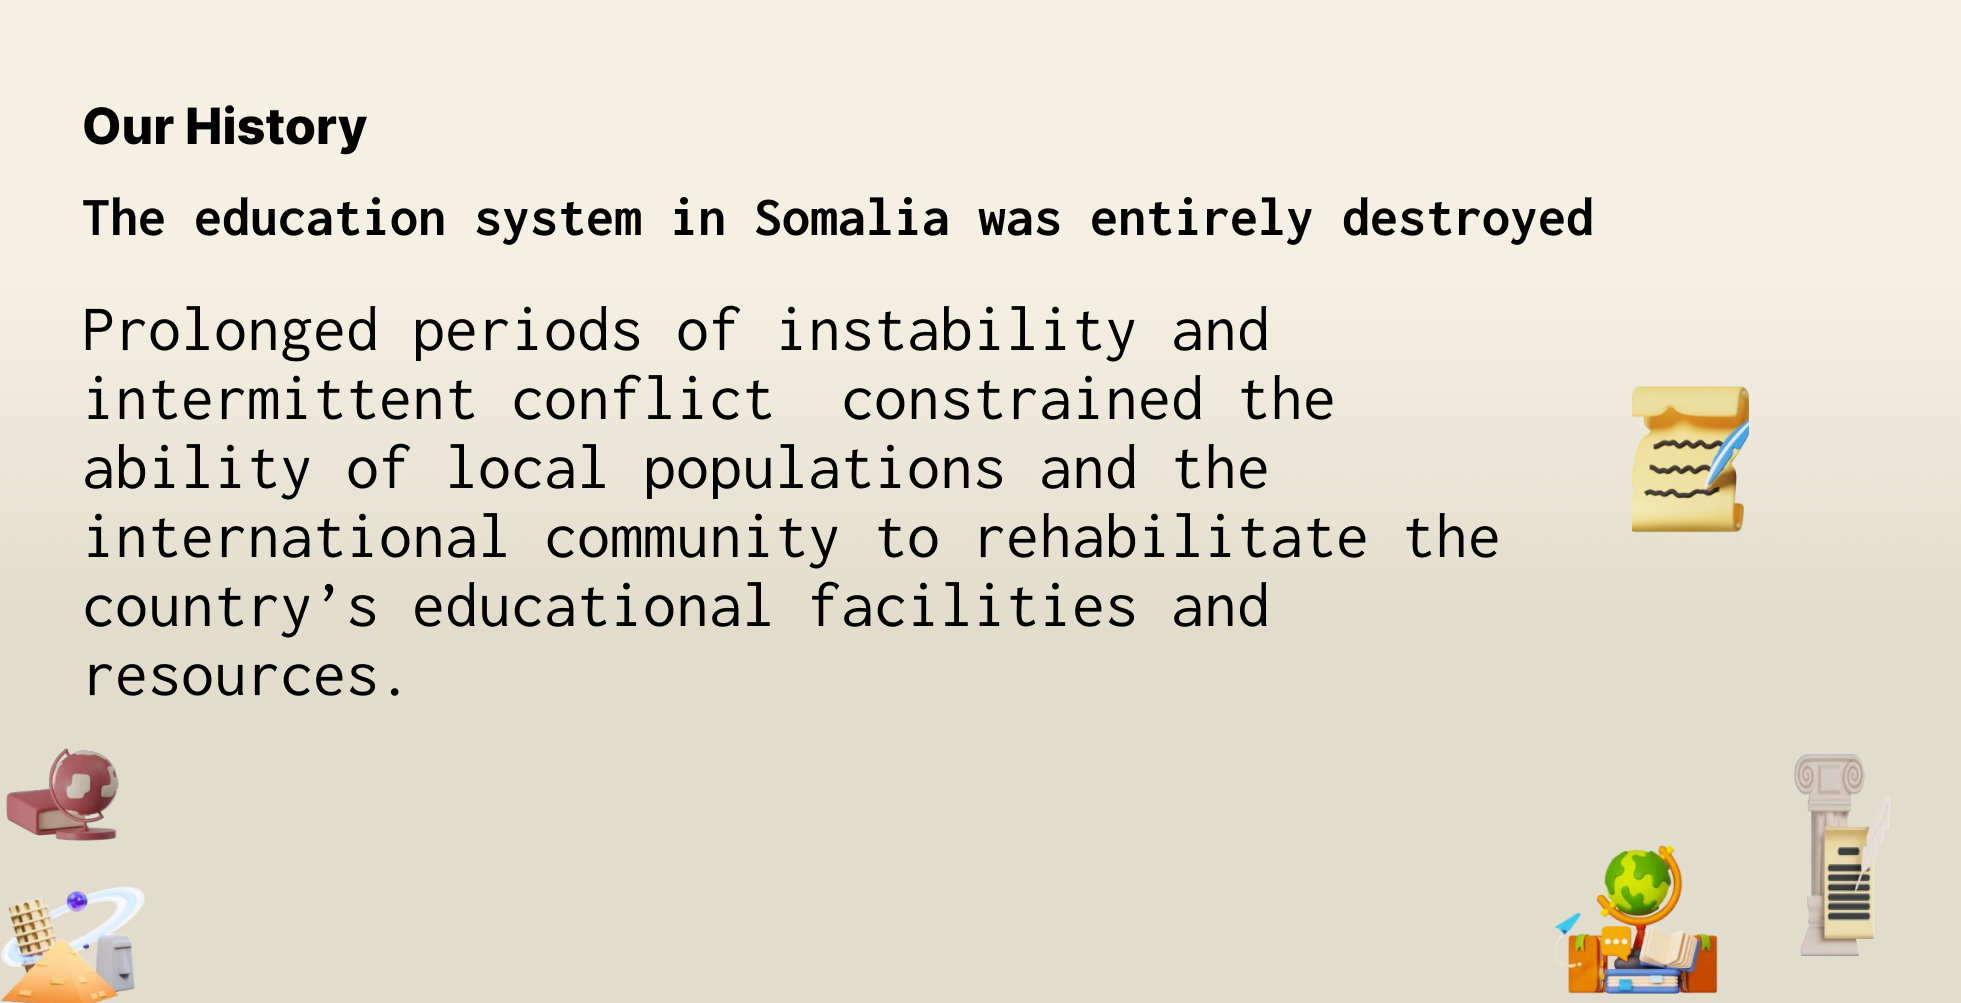 Our History
The education system in Somalia was entirely destroyed
Prolonged periods of instability and
intermittent conflict  constrained the
ability of local populations and the
international community to rehabilitate the
country’s educational facilities and
resources.